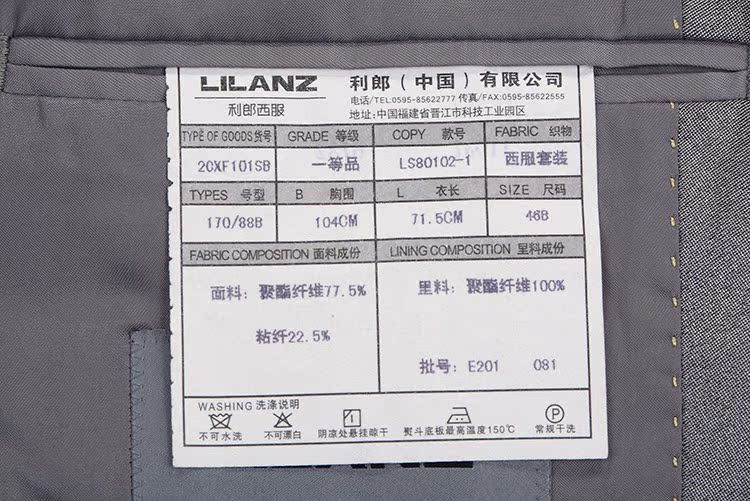 LILANZ 利郎（中国）有限公司
利郎西服 电话/TEL:0595-85622777 传真/FAX:0595-85622555
地址:中国福建省晋江市科技工业园区
TYPE OF GOODS货号 GRADE 等级 COPY 款号 FABRIC 织物
2CXF101SB 一等品 LS80102-1 西服套装
TYPES 号型 B 胸围 L 衣长 SIZE 尺码
170/88B 104CM 71.5CM 46B
FABRIC COMPOSITION 面料成份 LINING COMPOSITION 里料成份
面料: 聚酯纤维77.5% 里料: 聚酯纤维100%
粘纤22.5%
批号: E201 081
WASHING 洗涤说明
不可水洗 不可漂白 阴凉处悬挂晾干 熨斗底板最高温度150℃ 常规干洗